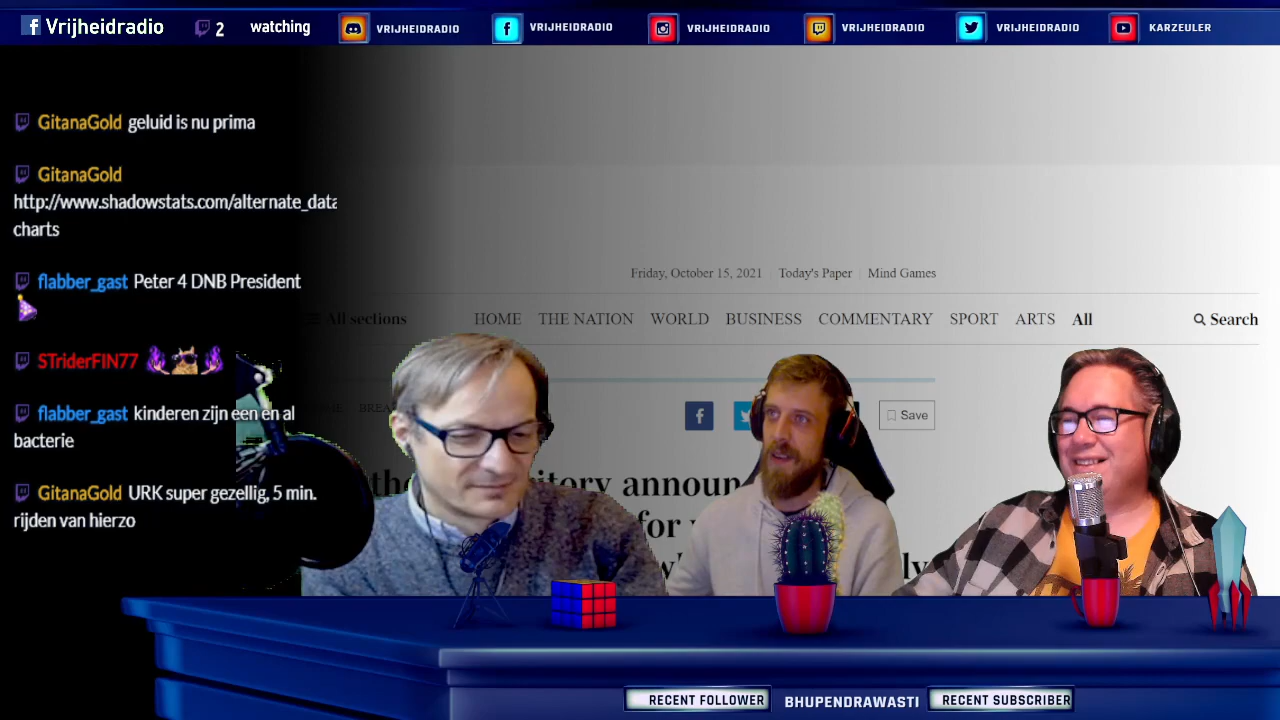 Vrijheidradio
2 watching
VRIJHEIDRADIO
VRIJHEIDRADIO
VRIJHEIDRADIO
VRIJHEIDRADIO
VRIJHEIDRADIO
KARZEULER
GitanaGold geluid is nu prima
GitanaGold
http://www.shadowstats.com/alternate_data
charts
flabber_gast Peter 4 DNB President
STriderFIN77
flabber_gast kinderen zijn een en al
bacterie
GitanaGold URK super gezellig, 5 min.
rijden van hierzo
Friday, October 15, 2021 Today's Paper Mind Games
All sections HOME THE NATION WORLD BUSINESS COMMENTARY SPORT ARTS All Search
Save
announ
for
RECENT FOLLOWER BHUPENDRAWASTI RECENT SUBSCRIBER